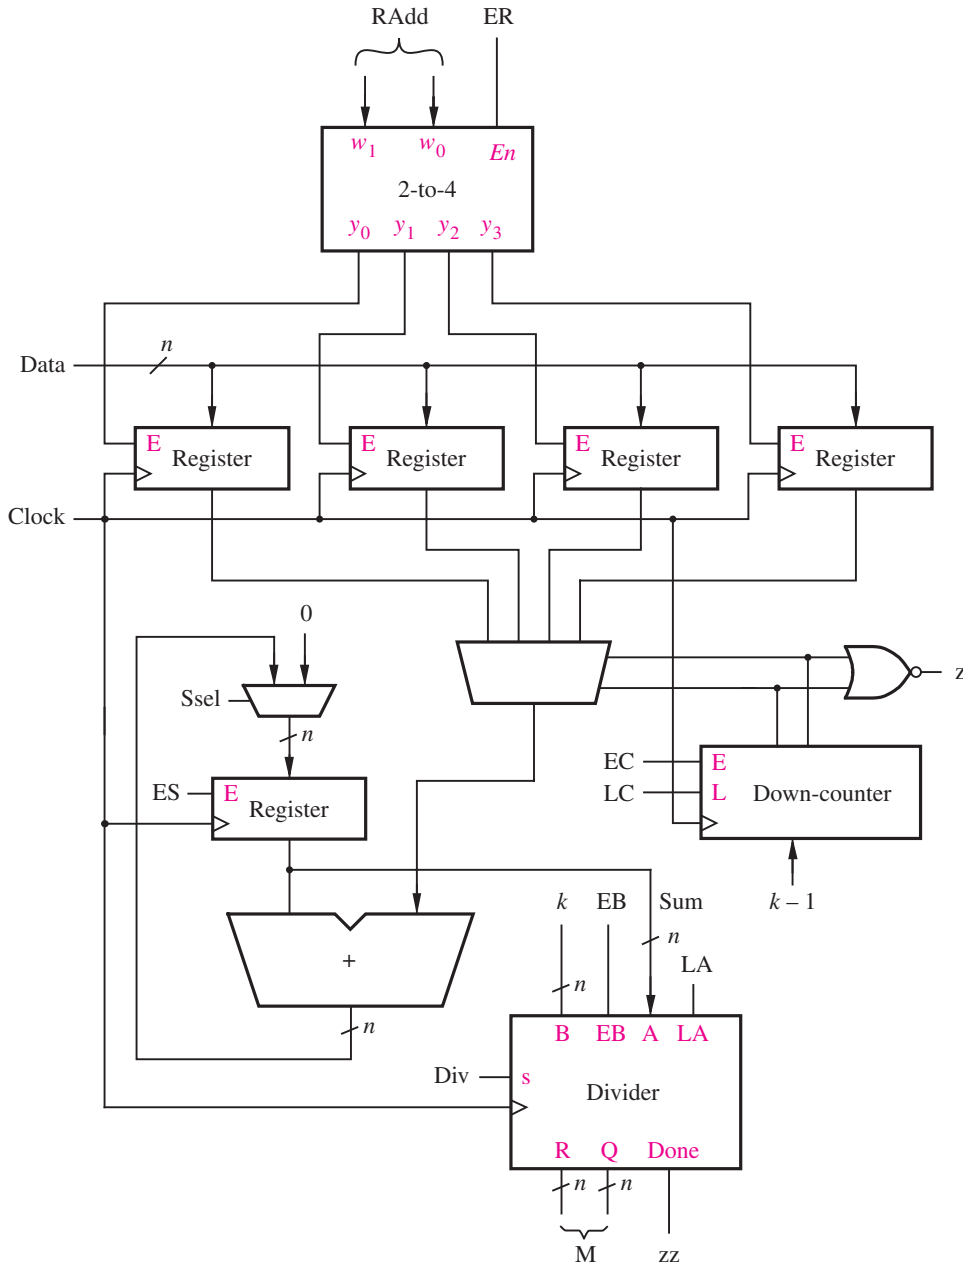 RAdd ER
w1 w0 En
2-to-4
y0 y1 y2 y3
Data n
E E E E
Register Register Register Register
Clock
0
Ssel
z
n
EC E
LC L Down-counter
ES E
Register
k – 1
k EB Sum
n
LA
+
n
n
B EB A LA
Div s
Divider
R Q Done
n n
M zz